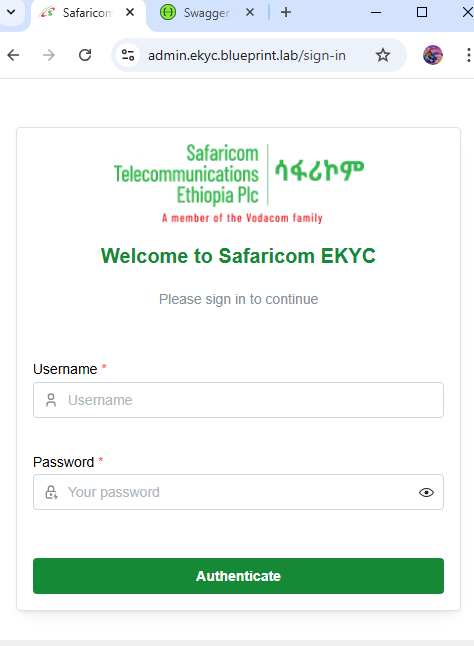 Safaricom
Swagger
admin.ekyc.blueprint.lab/sign-in
Safaricom
Telecommunications
Ethiopia Plc
ሳፋሪኮም
A member of the Vodacom family
Welcome to Safaricom EKYC
Please sign in to continue
Username *
Username
Password *
Your password
Authenticate